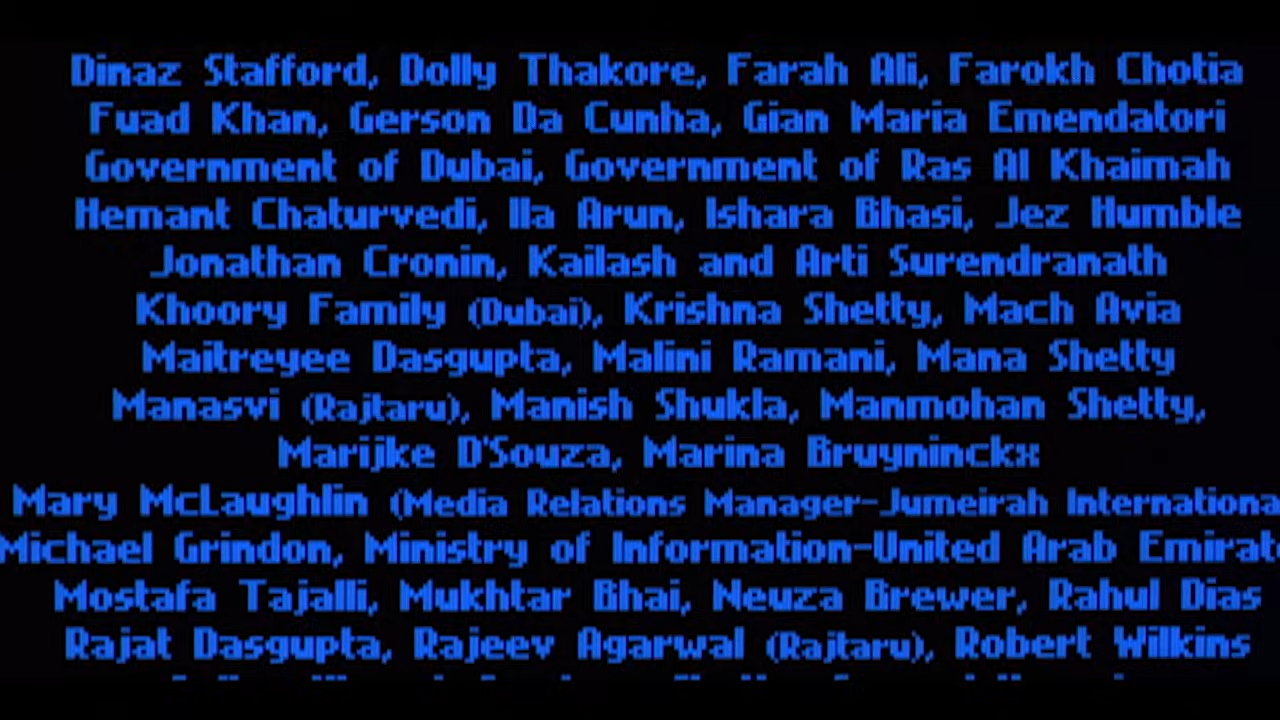 Dinaz Stafford, Dolly Thakore, Farah Ali, Farokh Chotia
Fuad Khan, Gerson Da Cunha, Gian Maria Emendatori
Government of Dubai, Government of Ras Al Khaimah
Hemant Chaturvedi, Ila Arun, Ishara Bhasi, Jez Humble
Jonathan Cronin, Kailash and Arti Surendranath
Khoory Family (Dubai), Krishna Shetty, Mach Avia
Maitreyee Dasgupta, Malini Ramani, Mana Shetty
Manasvi (Rajtaru), Manish Shukla, Manmohan Shetty,
Marijke D'Souza, Marina Bruyninckx
Mary McLaughlin (Media Relations Manager-Jumeirah Internationa
Michael Grindon, Ministry of Information-United Arab Emirat
Mostafa Tajalli, Mukhtar Bhai, Neuza Brewer, Rahul Dias
Rajat Dasgupta, Rajeev Agarwal (Rajtaru), Robert Wilkins